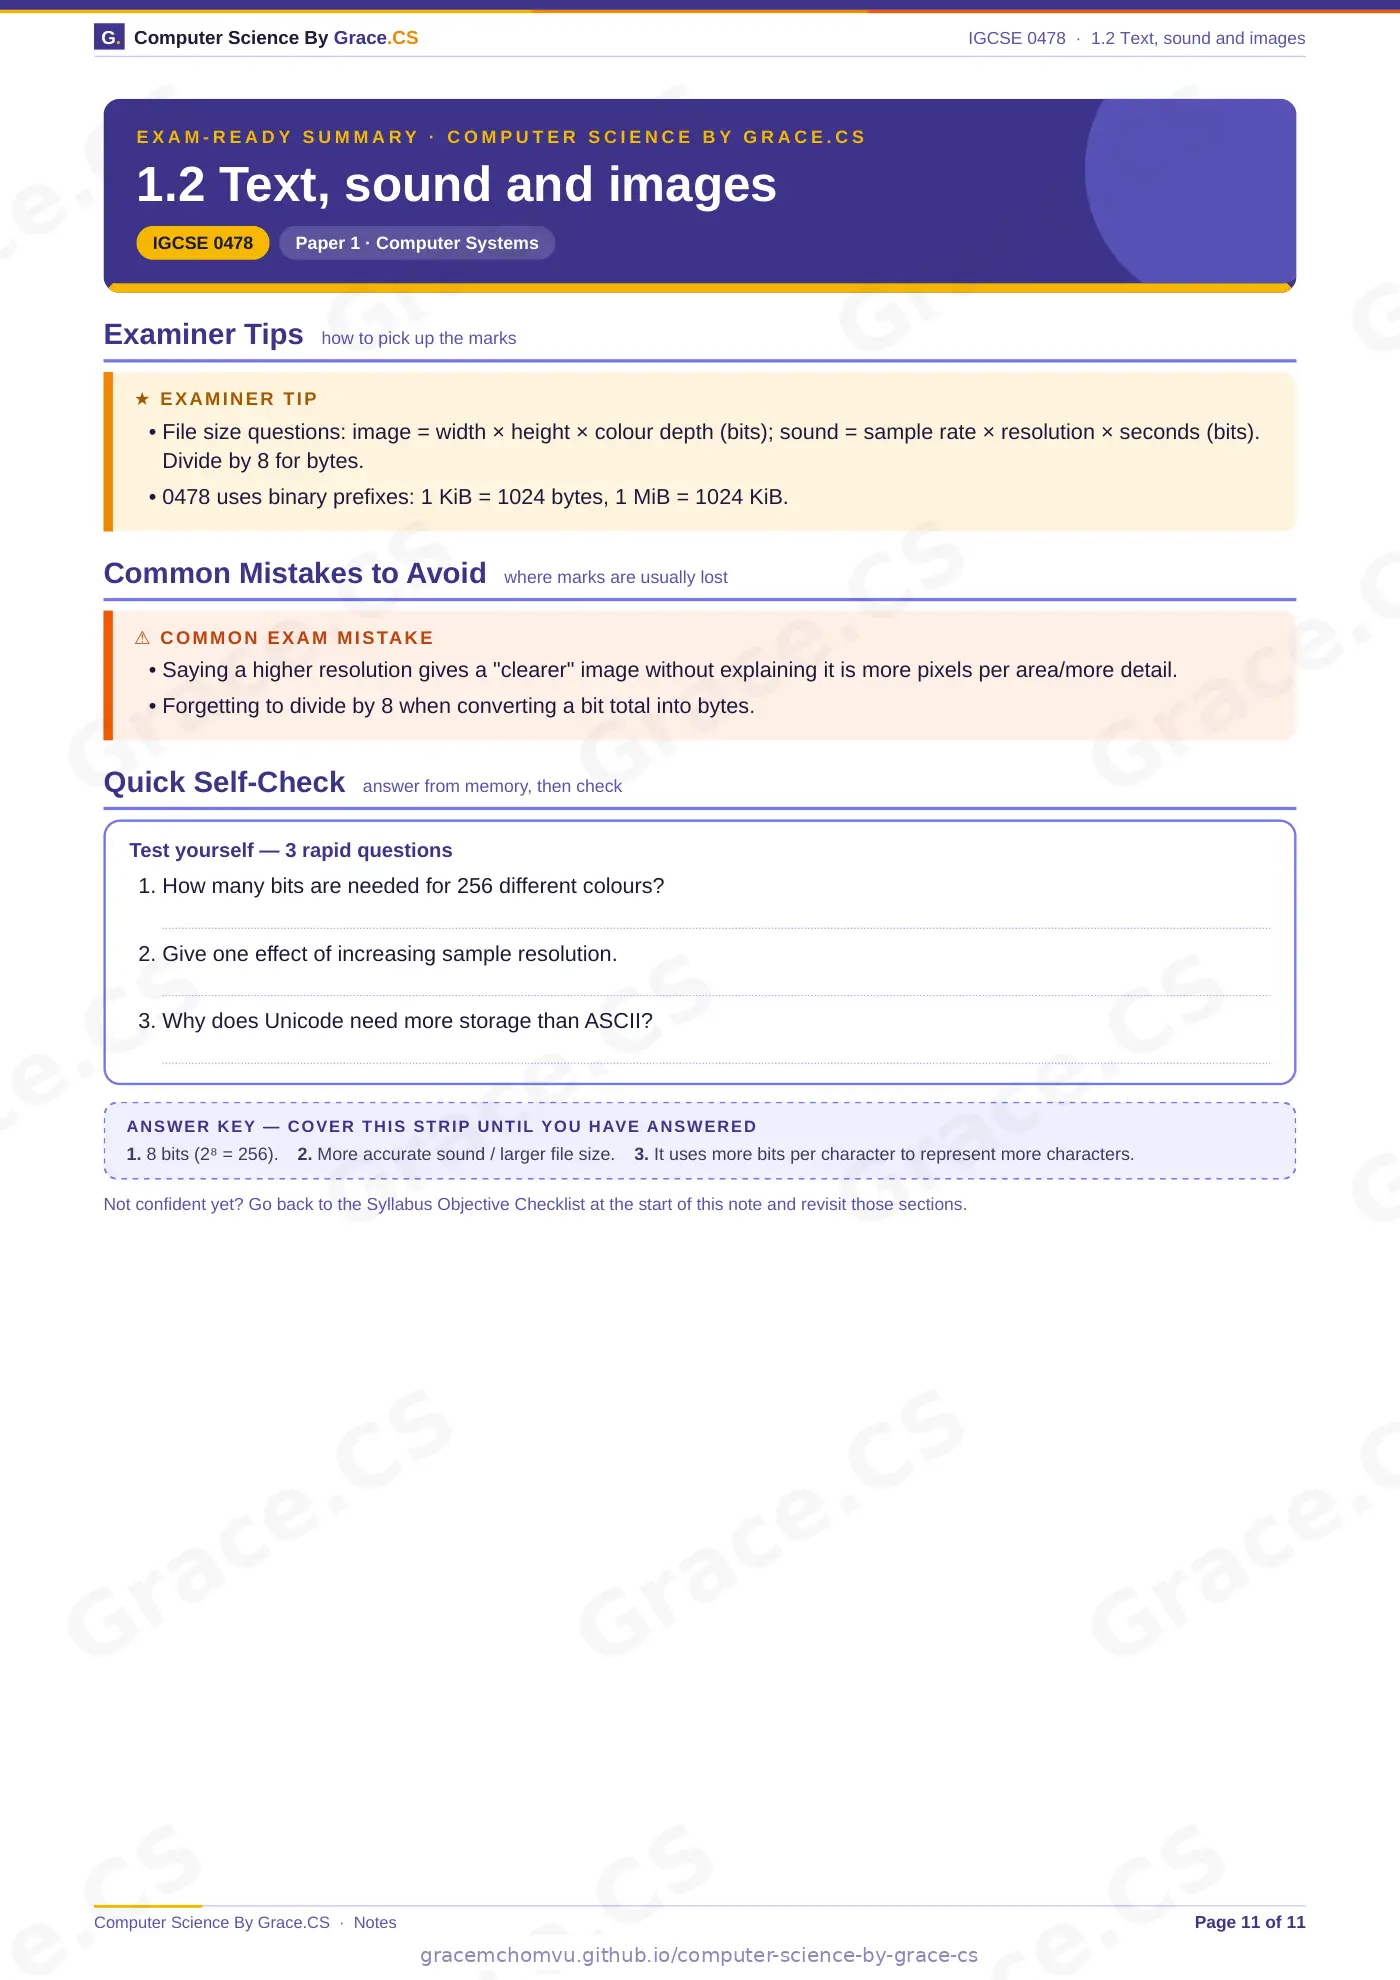 G. Computer Science By Grace.CS
IGCSE 0478 · 1.2 Text, sound and images
EXAM-READY SUMMARY · COMPUTER SCIENCE BY GRACE.CS
1.2 Text, sound and images
IGCSE 0478
Paper 1 · Computer Systems
Examiner Tips how to pick up the marks
★ EXAMINER TIP
• File size questions: image = width × height × colour depth (bits); sound = sample rate × resolution × seconds (bits).
Divide by 8 for bytes.
• 0478 uses binary prefixes: 1 KiB = 1024 bytes, 1 MiB = 1024 KiB.
Common Mistakes to Avoid where marks are usually lost
⚠ COMMON EXAM MISTAKE
• Saying a higher resolution gives a "clearer" image without explaining it is more pixels per area/more detail.
• Forgetting to divide by 8 when converting a bit total into bytes.
Quick Self-Check answer from memory, then check
Test yourself — 3 rapid questions
1. How many bits are needed for 256 different colours?
2. Give one effect of increasing sample resolution.
3. Why does Unicode need more storage than ASCII?
ANSWER KEY — COVER THIS STRIP UNTIL YOU HAVE ANSWERED
1. 8 bits (2⁸ = 256). 2. More accurate sound / larger file size. 3. It uses more bits per character to represent more characters.
Not confident yet? Go back to the Syllabus Objective Checklist at the start of this note and revisit those sections.
Computer Science By Grace.CS · Notes
Page 11 of 11
gracemchomvu.github.io/computer-science-by-grace-cs